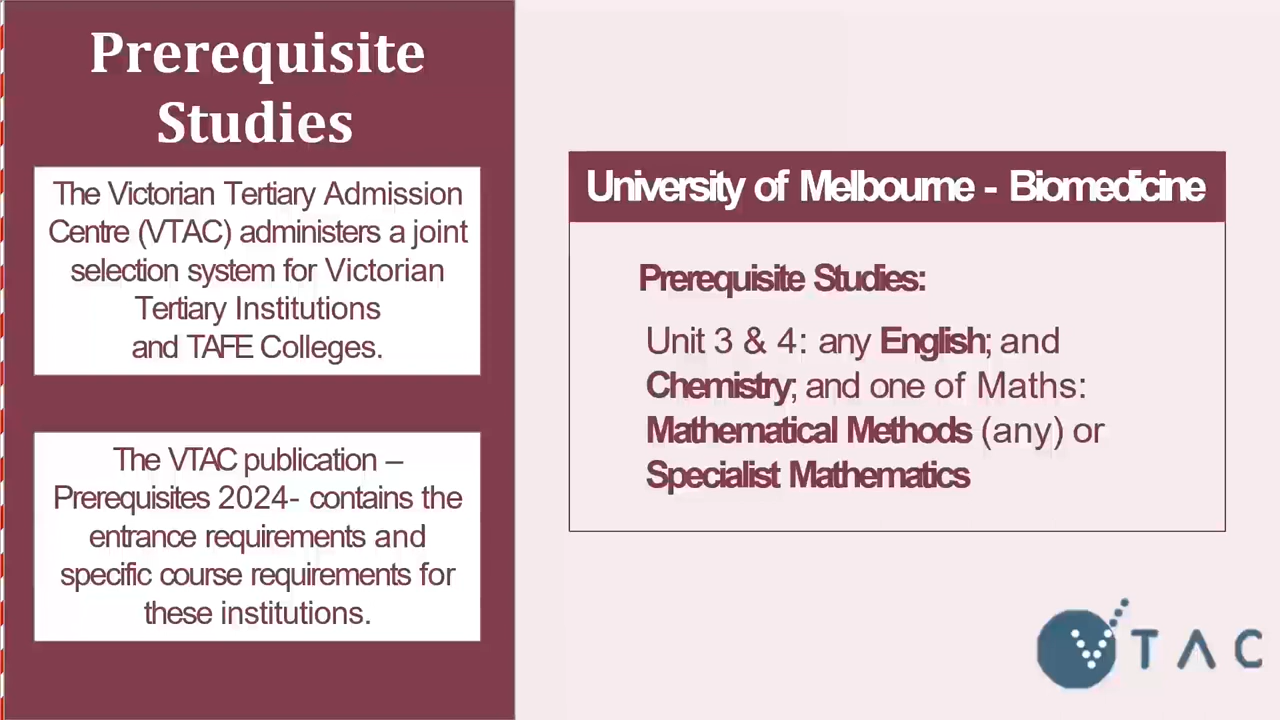 Prerequisite
Studies
The Victorian Tertiary Admission
Centre (VTAC) administers a joint
selection system for Victorian
Tertiary Institutions
and TAFE Colleges.
The VTAC publication –
Prerequisites 2024- contains the
entrance requirements and
specific course requirements for
these institutions.
University of Melbourne - Biomedicine
Prerequisite Studies:
Unit 3 & 4: any English; and
Chemistry; and one of Maths:
Mathematical Methods (any) or
Specialist Mathematics
VTAC